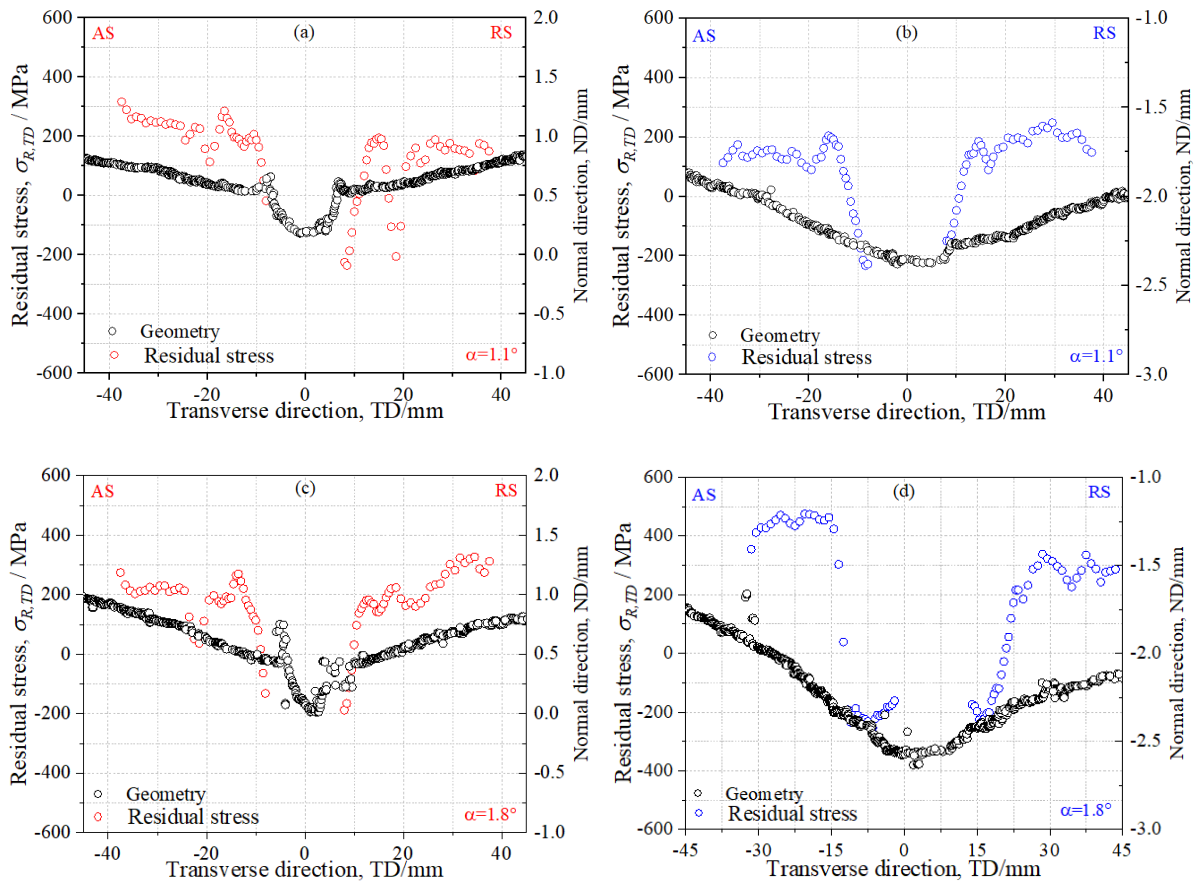 (a)
AS
RS
600
400
200
0
-200
-400
-600
2.0
1.5
1.0
0.5
0.0
-0.5
-1.0
Residual stress, σR,TD / MPa
Normal direction, ND/mm
Geometry
Residual stress
α=1.1°
-40 -20 0 20 40
Transverse direction, TD/mm
(b)
AS
RS
600
400
200
0
-200
-400
-600
-1.0
-1.5
-2.0
-2.5
-3.0
Residual stress, σR,TD / MPa
Normal direction, ND/mm
Geometry
Residual stress
α=1.1°
-40 -20 0 20 40
Transverse direction, TD/mm
(c)
AS
RS
600
400
200
0
-200
-400
-600
2.0
1.5
1.0
0.5
0.0
-0.5
-1.0
Residual stress, σR,TD / MPa
Normal direction, ND/mm
Geometry
Residual stress
α=1.8°
-40 -20 0 20 40
Transverse direction, TD/mm
(d)
AS
RS
600
400
200
0
-200
-400
-600
-1.0
-1.5
-2.0
-2.5
-3.0
Residual stress, σR,TD / MPa
Normal direction, ND/mm
Geometry
Residual stress
α=1.8°
-45 -30 -15 0 15 30 45
Transverse direction, TD/mm